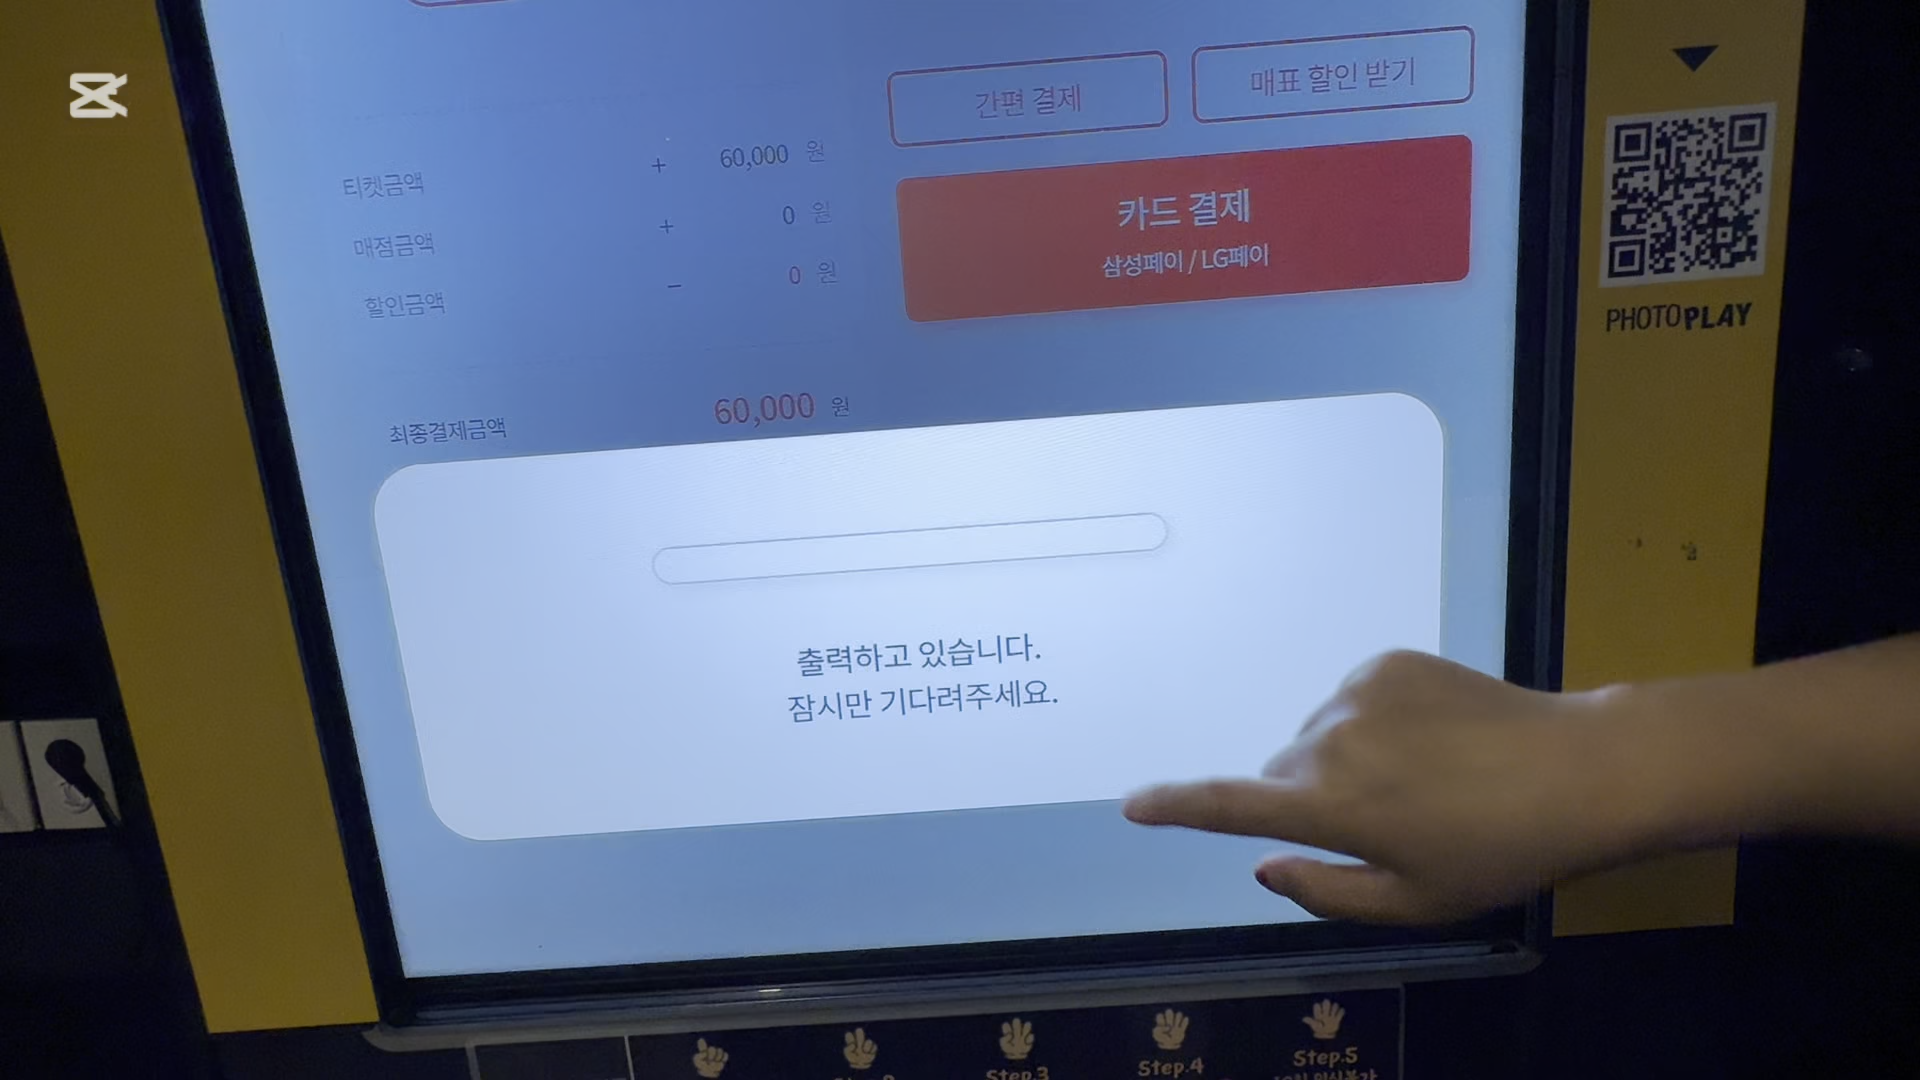 간편 결제
매표 할인 받기
티켓금액 + 60,000 원
매점금액 + 0 원
할인금액 - 0 원
최종결제금액 60,000 원
카드 결제
삼성페이 / LG페이
출력하고 있습니다.
잠시만 기다려주세요.
PHOTOPLAY
Step.3
Step.4
Step.5